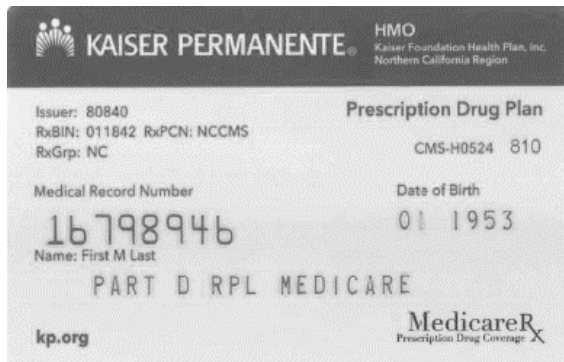 KAISER PERMANENTE®
HMO
Kaiser Foundation Health Plan, Inc.
Northern California Region
Issuer: 80840
RxBIN: 011842 RxPCN: NCCMS
RxGrp: NC
Prescription Drug Plan
CMS-H0524 810
Medical Record Number
16798946
Date of Birth
01 1953
Name: First M Last
PART D RPL MEDICARE
kp.org
MedicareRx
Prescription Drug Coverage